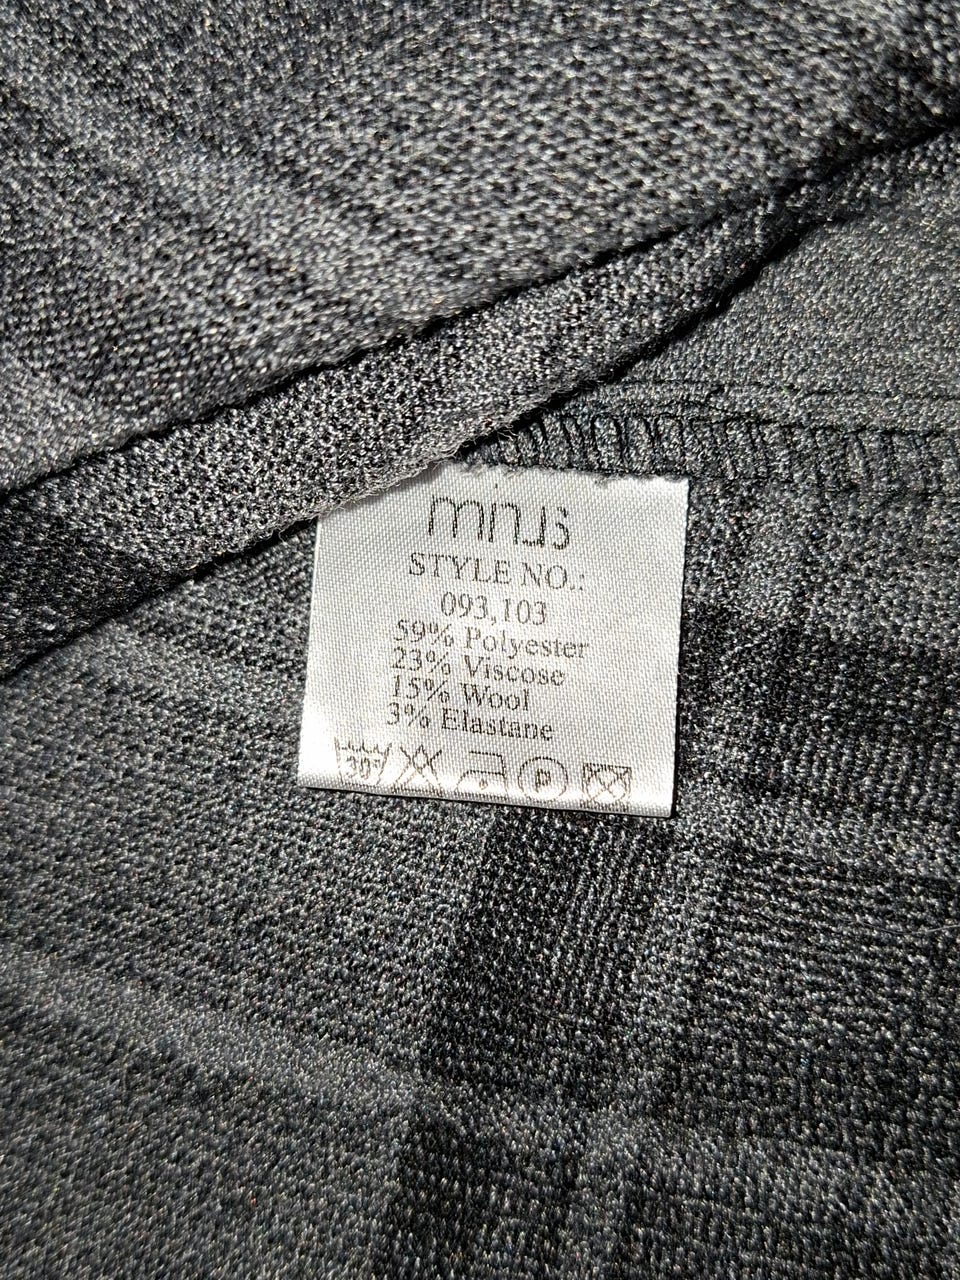 minus
STYLE NO.:
093,103
59% Polyester
23% Viscose
15% Wool
3% Elastane
30° P